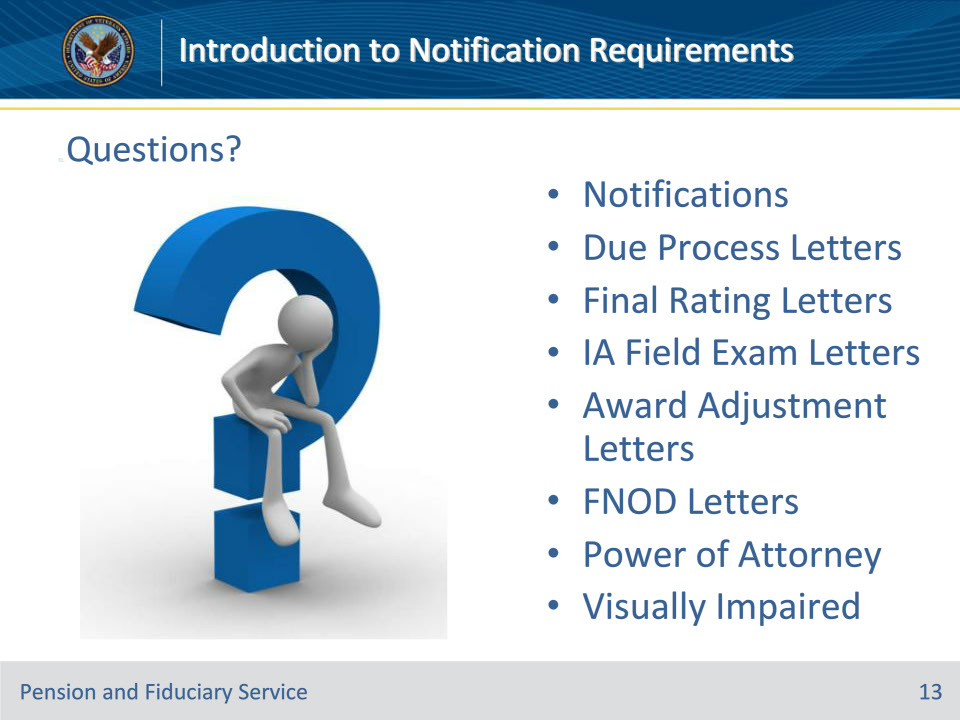 Introduction to Notification Requirements
Questions?
• Notifications
• Due Process Letters
• Final Rating Letters
• IA Field Exam Letters
• Award Adjustment
Letters
• FNOD Letters
• Power of Attorney
• Visually Impaired
Pension and Fiduciary Service
13